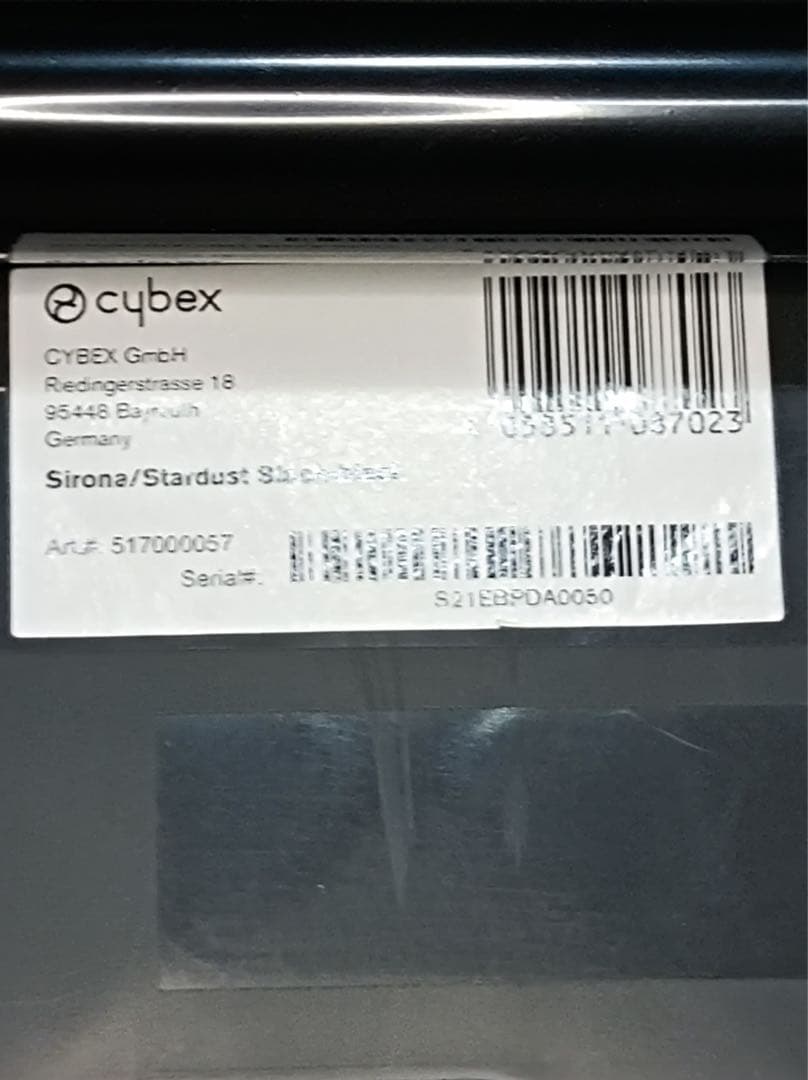 cybex
CYBEX GmbH
Riedingerstrasse 18
95448
Germany
Sirona/Stardust
Art.#: 517000057
Serial#:
S21EBPDA0050